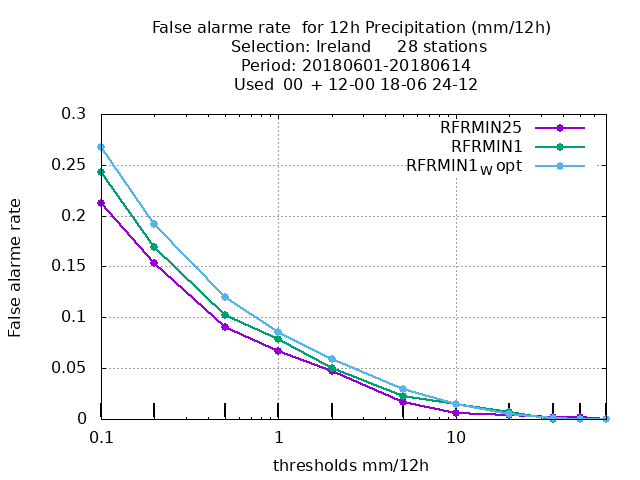 False alarme rate  for 12h Precipitation (mm/12h)
Selection: Ireland     28 stations
Period: 20180601-20180614
Used  00  + 12-00 18-06 24-12
RFRMIN25
RFRMIN1
RFRMIN1W opt
0.3
0.25
0.2
0.15
0.1
0.05
0
False alarme rate
0.1
1
10
thresholds mm/12h